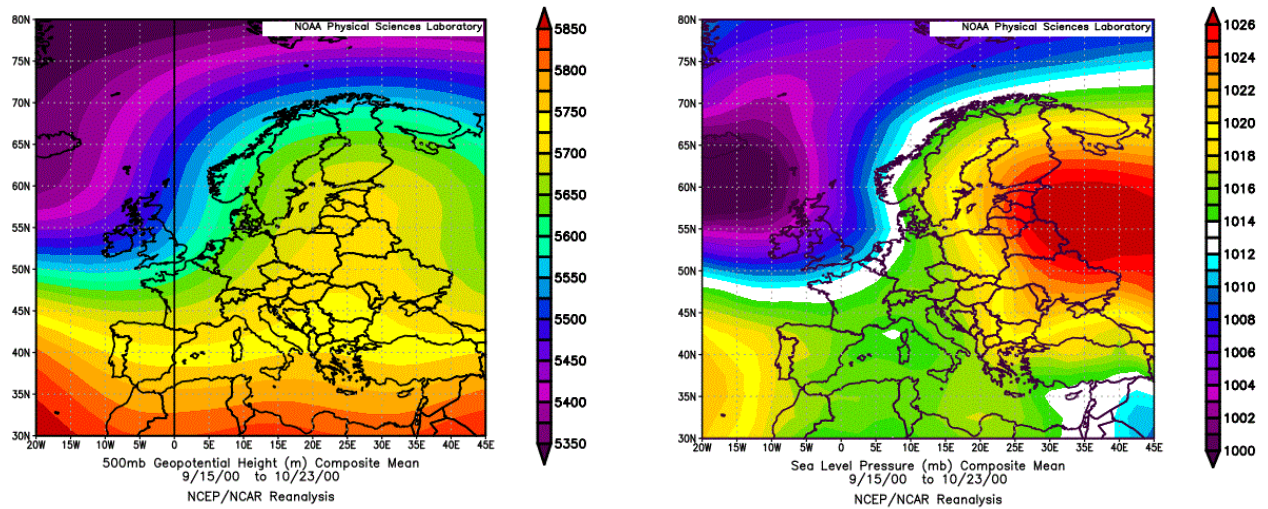 NOAA Physical Sciences Laboratory
80N
75N
70N
65N
60N
55N
50N
45N
40N
35N
30N
20W 15W 10W 5W 0 5E 10E 15E 20E 25E 30E 35E 40E 45E
5850
5800
5750
5700
5650
5600
5550
5500
5450
5400
5350
500mb Geopotential Height (m) Composite Mean
9/15/00 to 10/23/00
NCEP/NCAR Reanalysis
NOAA Physical Sciences Laboratory
80N
75N
70N
65N
60N
55N
50N
45N
40N
35N
30N
20W 15W 10W 5W 0 5E 10E 15E 20E 25E 30E 35E 40E 45E
1026
1024
1022
1020
1018
1016
1014
1012
1010
1008
1006
1004
1002
1000
Sea Level Pressure (mb) Composite Mean
9/15/00 to 10/23/00
NCEP/NCAR Reanalysis